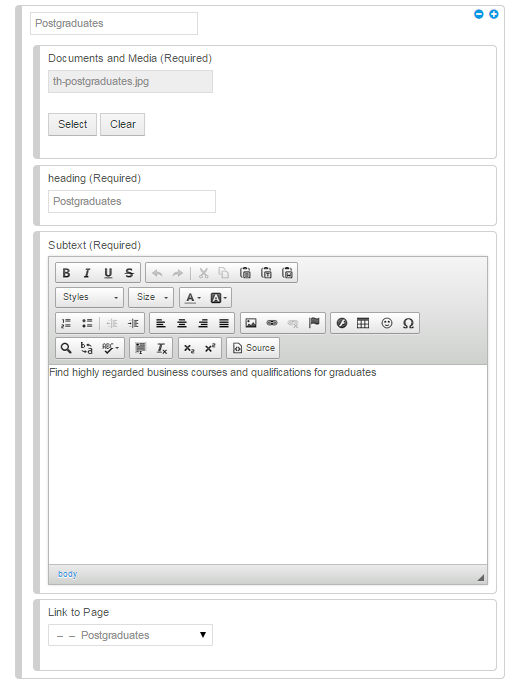 Postgraduates
Documents and Media (Required)
th-postgraduates.jpg
Select Clear
heading (Required)
Postgraduates
Subtext (Required)
B I U S
Styles Size A A
ABC
Source
Find highly regarded business courses and qualifications for graduates
body
Link to Page
– – Postgraduates